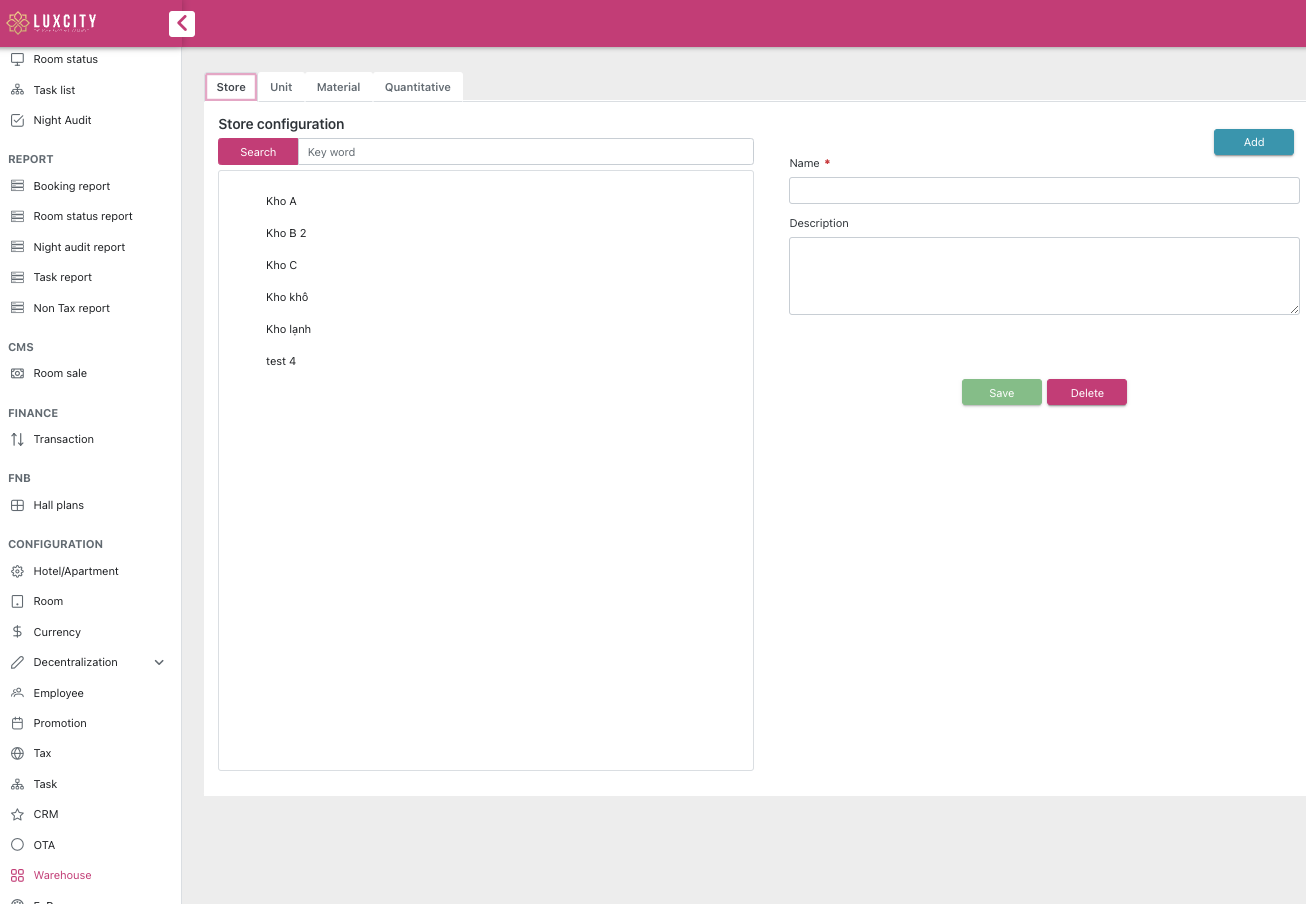 LUXCITY
Room status
Task list
Night Audit
REPORT
Booking report
Room status report
Night audit report
Task report
Non Tax report
CMS
Room sale
FINANCE
Transaction
FNB
Hall plans
CONFIGURATION
Hotel/Apartment
Room
Currency
Decentralization
Employee
Promotion
Tax
Task
CRM
OTA
Warehouse
Store Unit Material Quantitative
Store configuration
Search Key word
Kho A
Kho B 2
Kho C
Kho khô
Kho lạnh
test 4
Add
Name *
Description
Save Delete